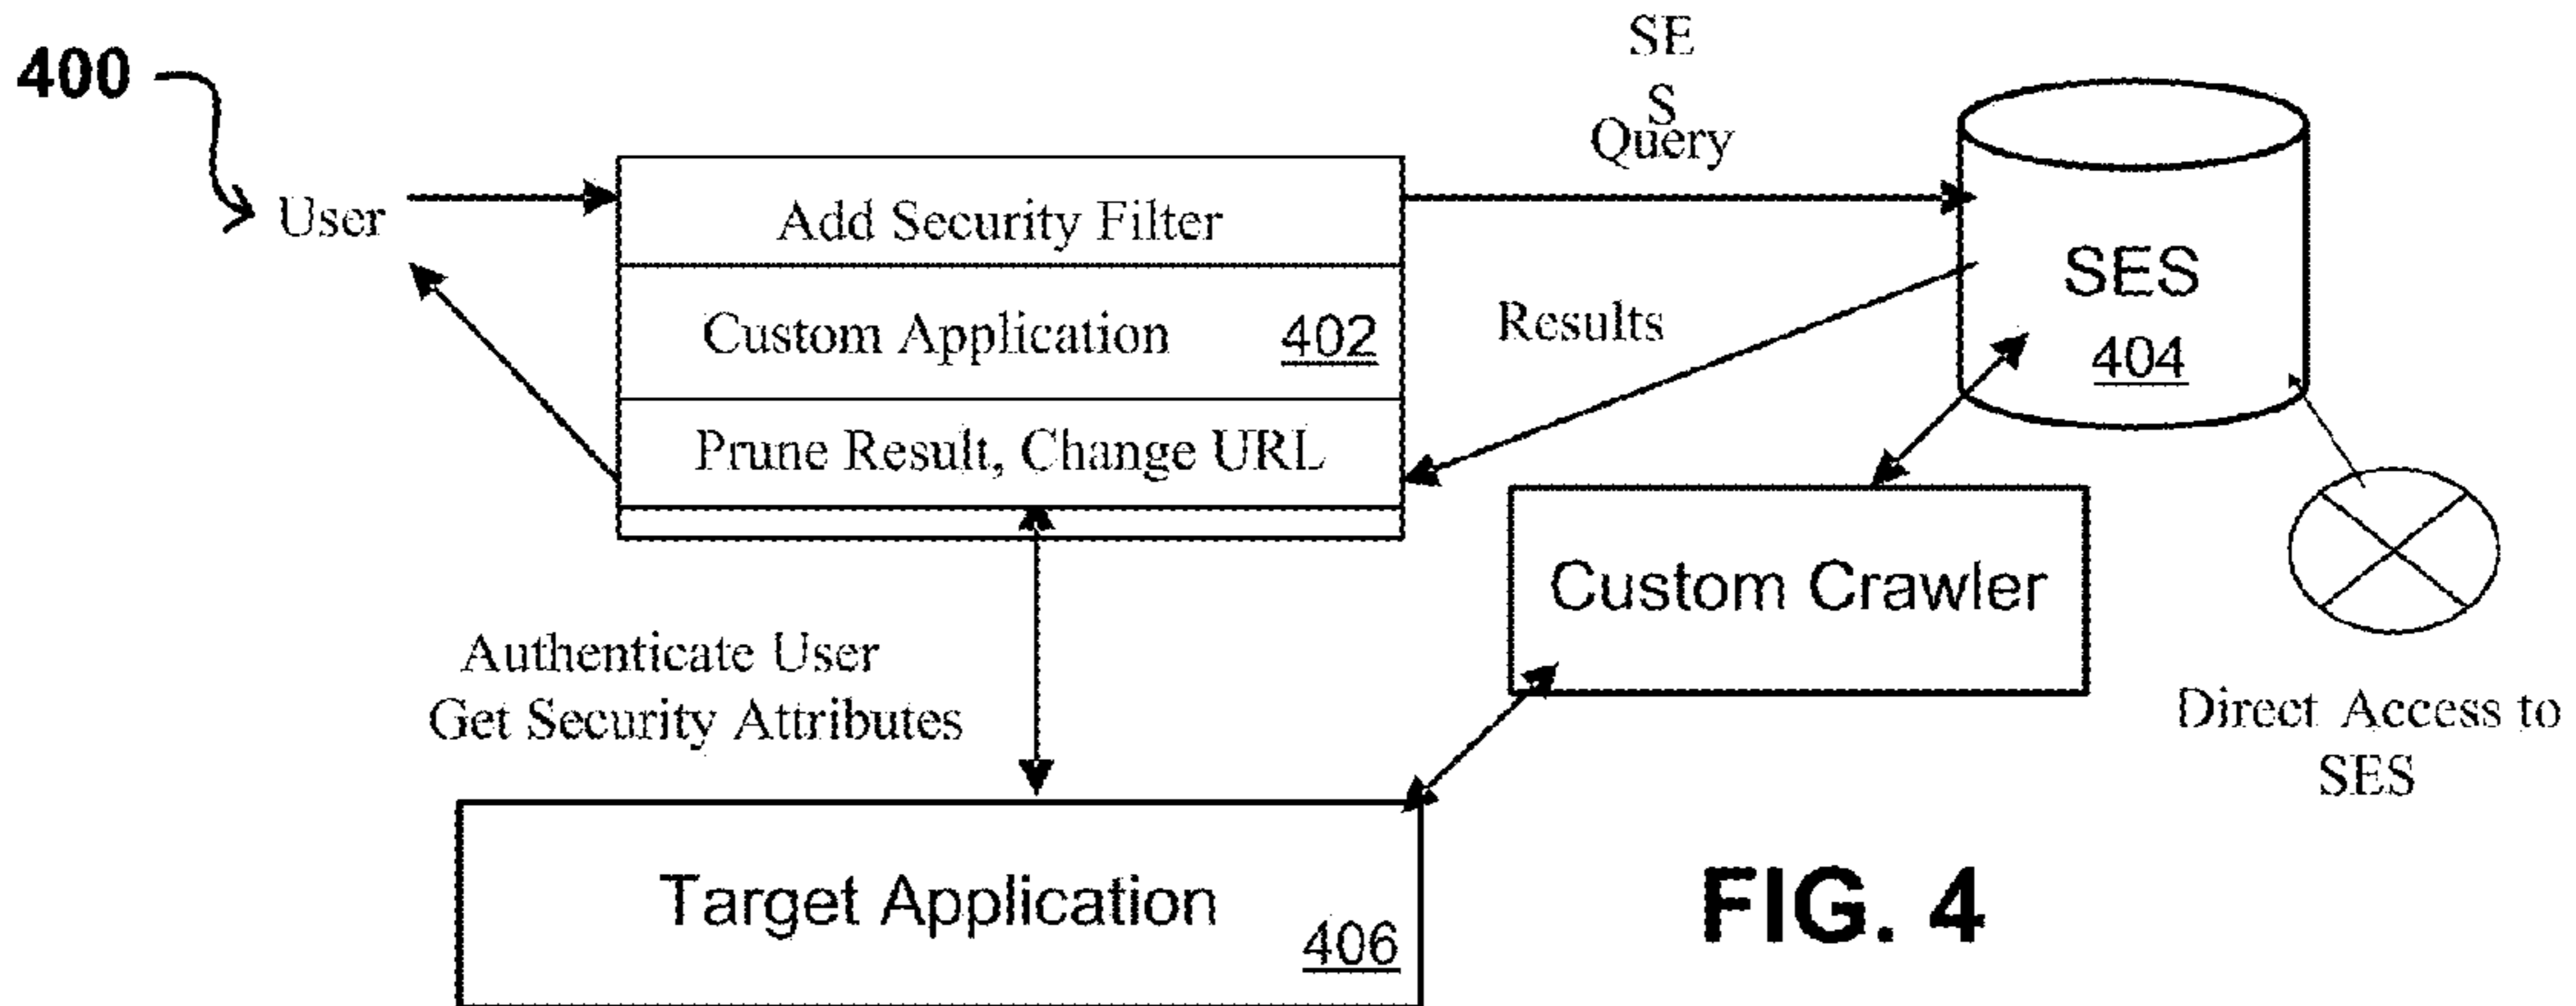 400
SE
S
Query
User
Add Security Filter
Custom Application 402
Prune Result, Change URL
Results
SES
404
Custom Crawler
Direct Access to
SES
Authenticate User
Get Security Attributes
Target Application
406
FIG. 4